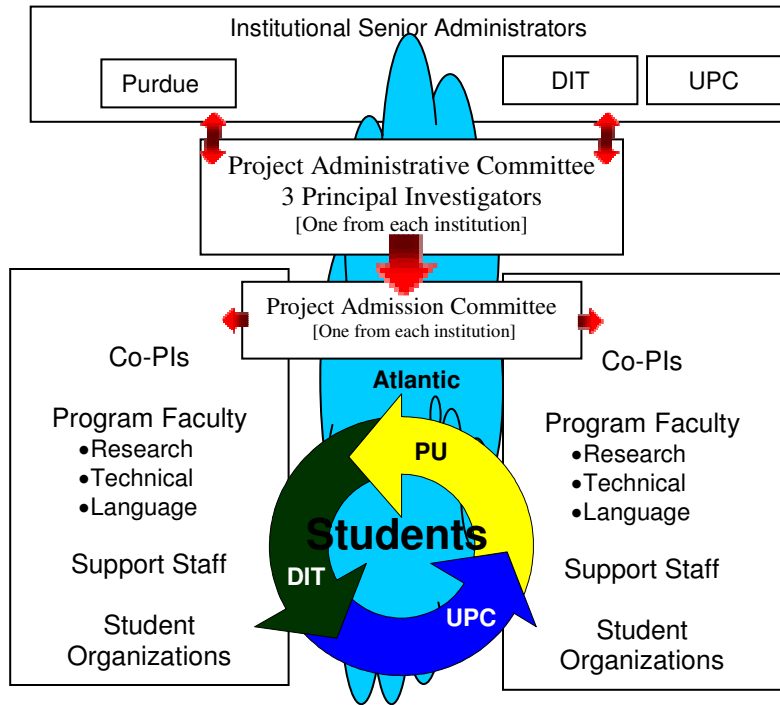 Institutional Senior Administrators
Purdue
DIT
UPC
Project Administrative Committee
3 Principal Investigators
[One from each institution]
Project Admission Committee
[One from each institution]
Co-PIs
Program Faculty
•Research
•Technical
•Language
Support Staff
Student
Organizations
Atlantic
PU
Students
DIT
UPC
Co-PIs
Program Faculty
•Research
•Technical
•Language
Support Staff
Student
Organizations